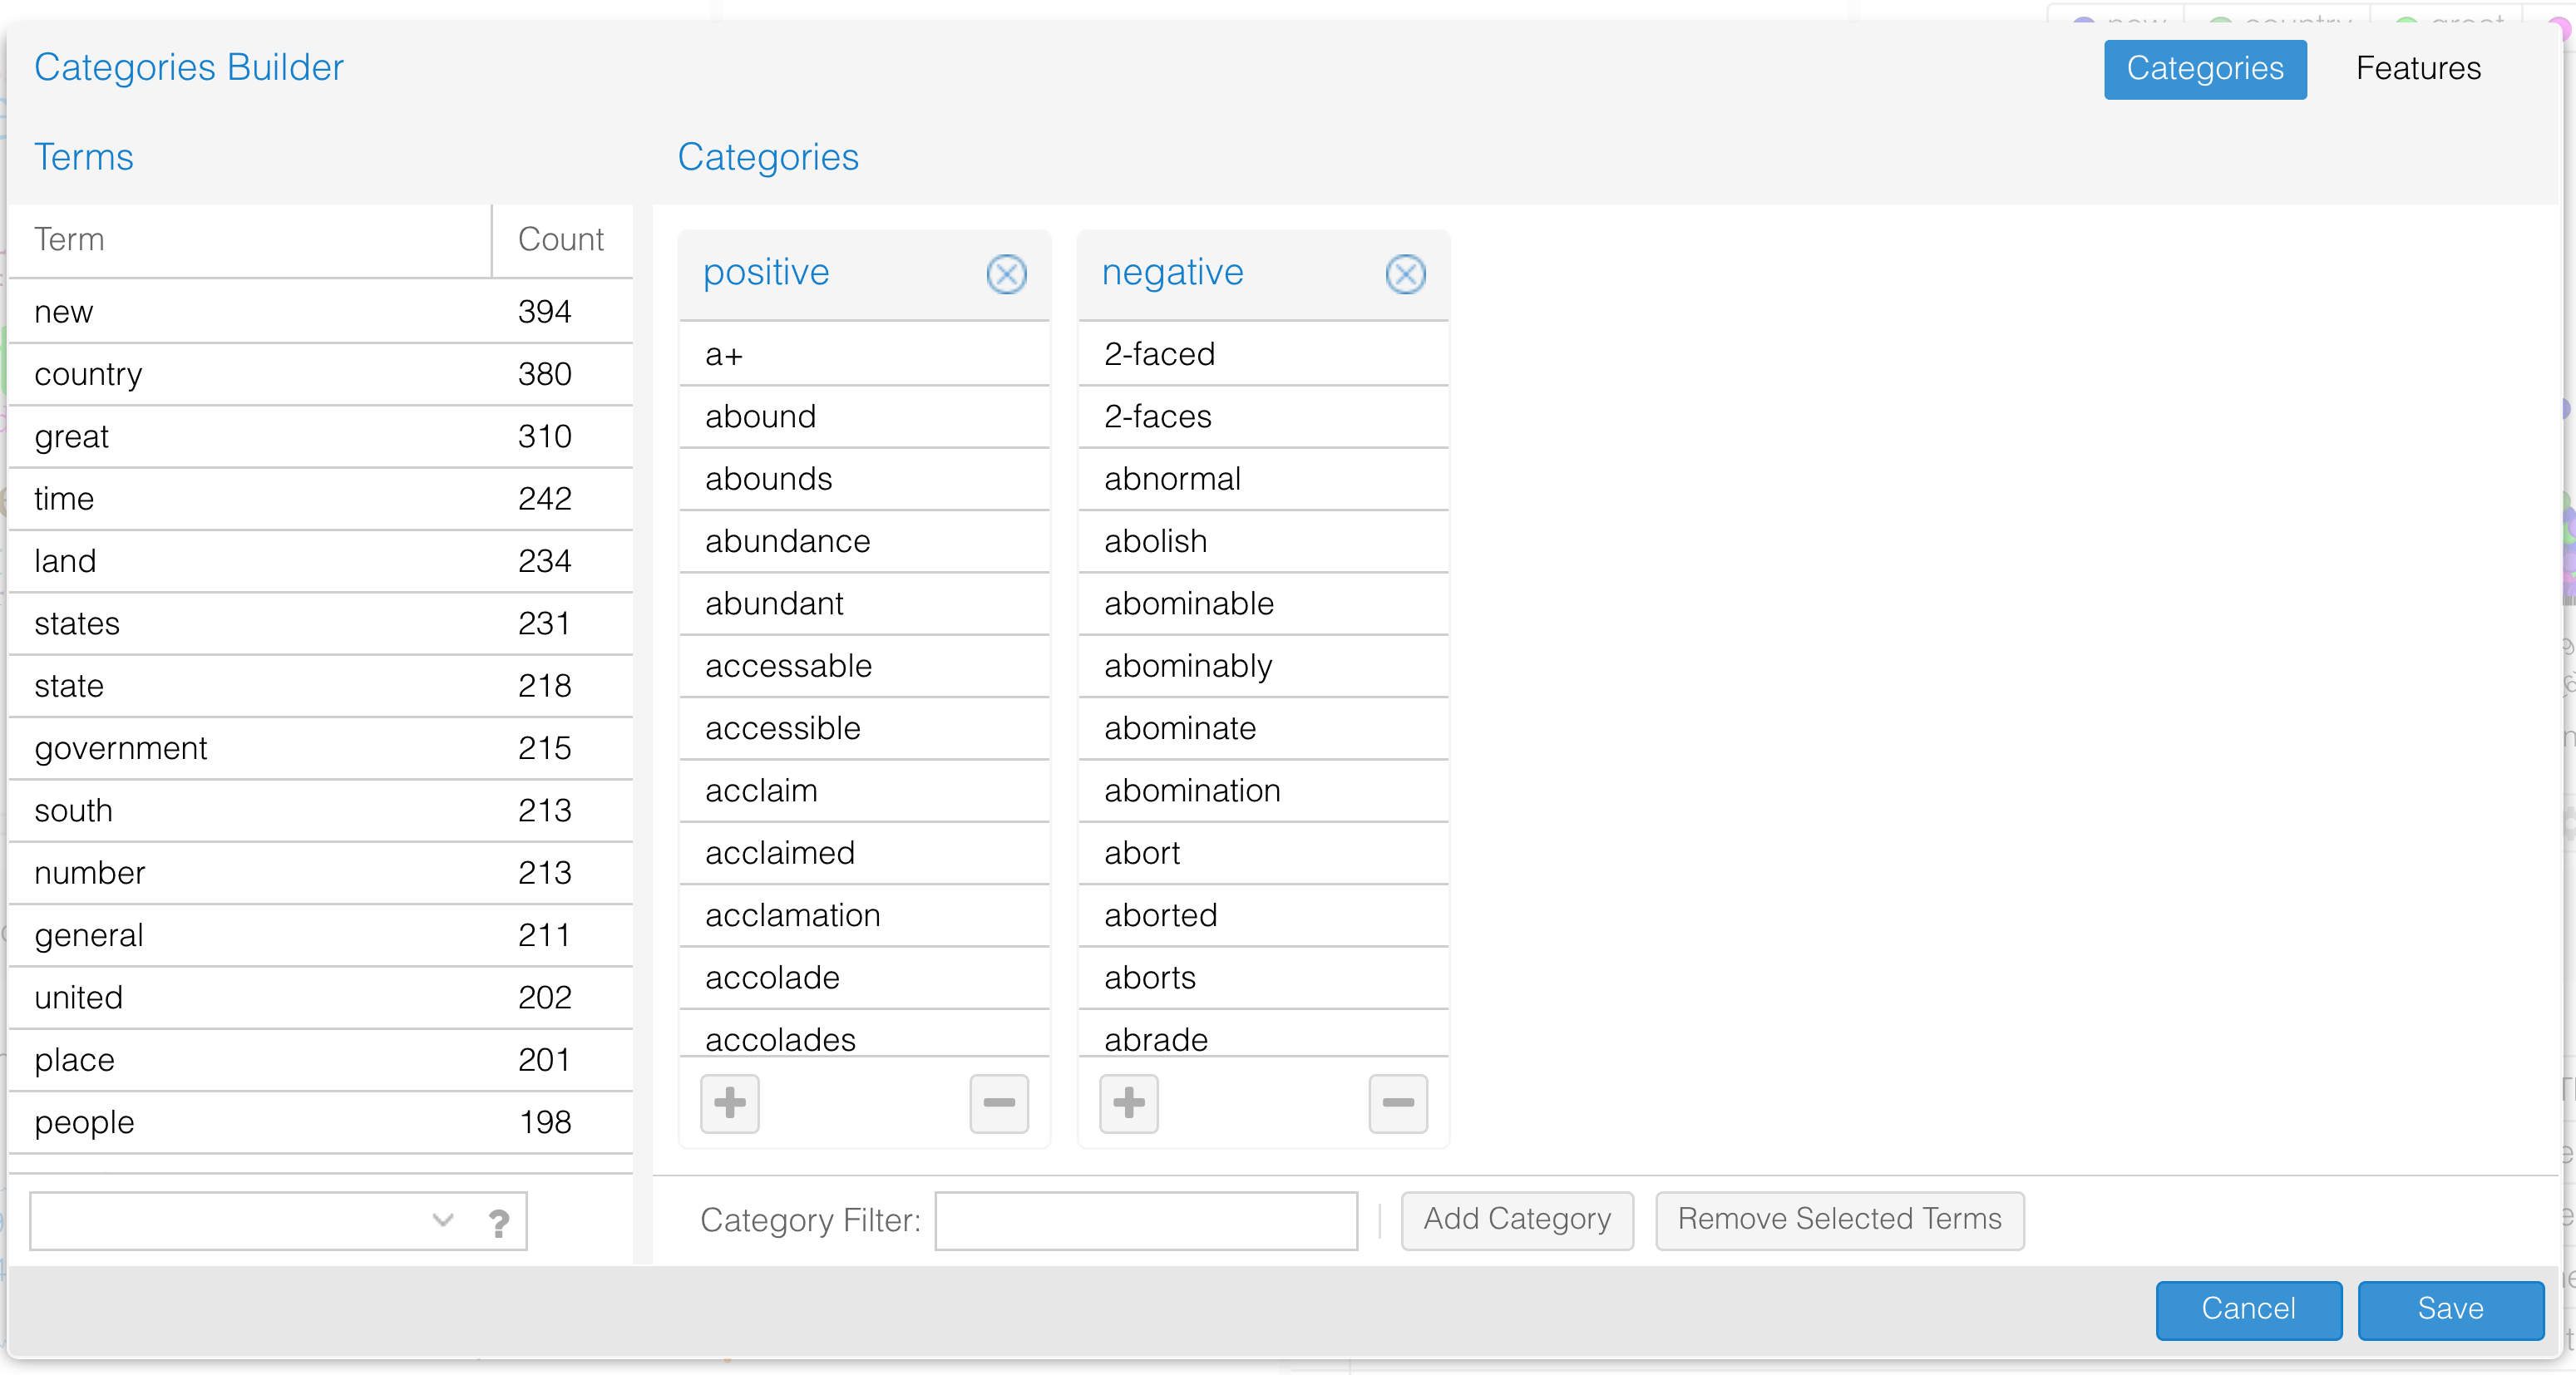 new country great
Categories Builder
Categories Features
Terms
Categories
Term Count
new 394
country 380
great 310
time 242
land 234
states 231
state 218
government 215
south 213
number 213
general 211
united 202
place 201
people 198
?
positive
a+
abound
abounds
abundance
abundant
accessable
accessible
acclaim
acclaimed
acclamation
accolade
accolades
negative
2-faced
2-faces
abnormal
abolish
abominable
abominably
abominate
abomination
abort
aborted
aborts
abrade
Category Filter: Add Category Remove Selected Terms
Cancel Save